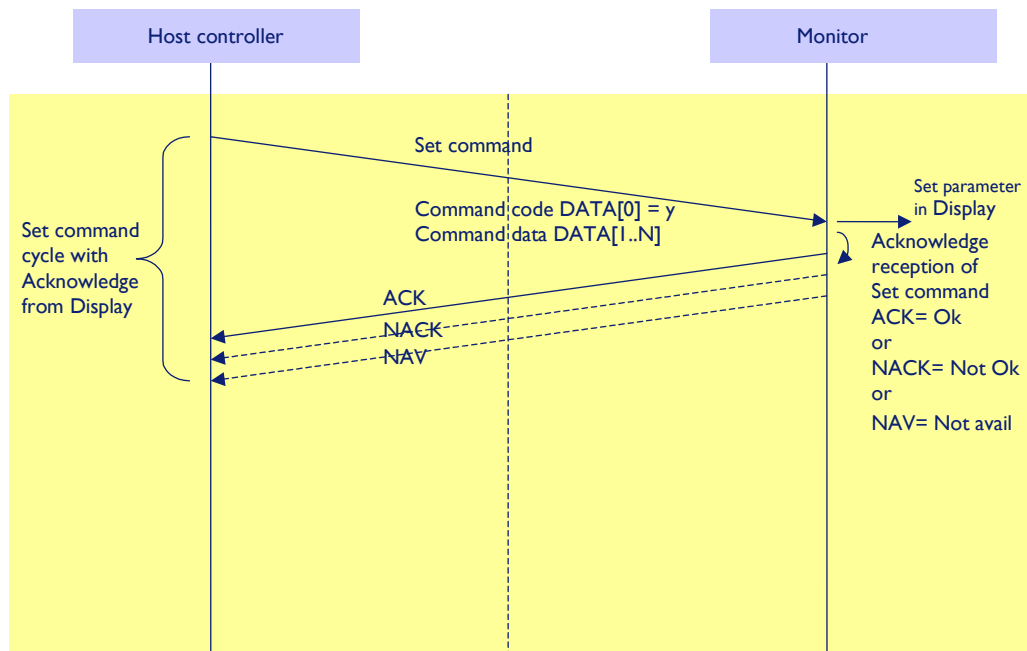 Host controller
Monitor
Set command
Set parameter
in Display
Command code DATA[0] = y
Command data DATA[1..N]
Set command
cycle with
Acknowledge
from Display
Acknowledge
reception of
Set command
ACK= Ok
or
NACK= Not Ok
or
NAV= Not avail
ACK
NACK
NAV